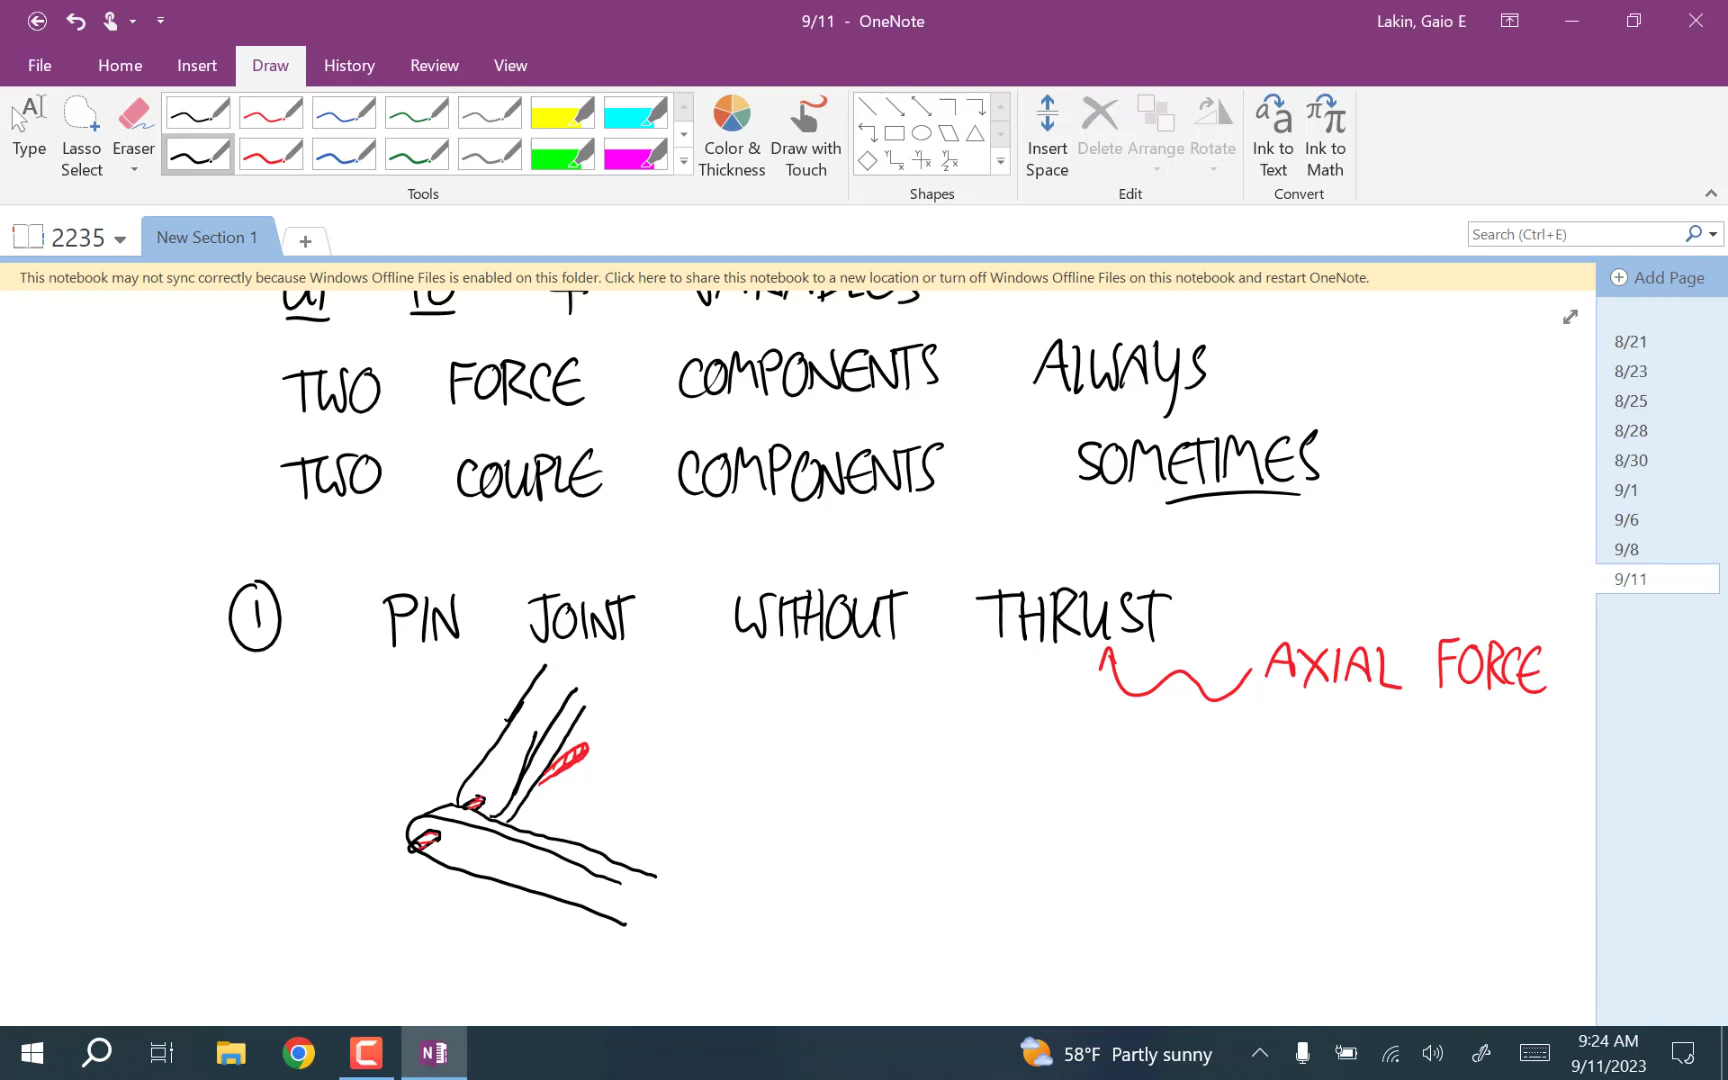 9/11 - OneNote
Lakin, Gaio E
File Home Insert Draw History Review View
Type
Lasso Select
Eraser
Color & Thickness
Draw with Touch
Insert Space
Delete
Arrange
Rotate
Ink to Text
Ink to Math
Tools
Shapes
Edit
Convert
2235
New Section 1
Search (Ctrl+E)
This notebook may not sync correctly because Windows Offline Files is enabled on this folder. Click here to share this notebook to a new location or turn off Windows Offline Files on this notebook and restart OneNote.
Add Page
8/21
8/23
8/25
8/28
8/30
9/1
9/6
9/8
9/11
VARIABLES
TWO FORCE COMPONENTS ALWAYS
TWO COUPLE COMPONENTS SOMETIMES
1 PIN JOINT WITHOUT THRUST
AXIAL FORCE
58°F Partly sunny
9:24 AM
9/11/2023